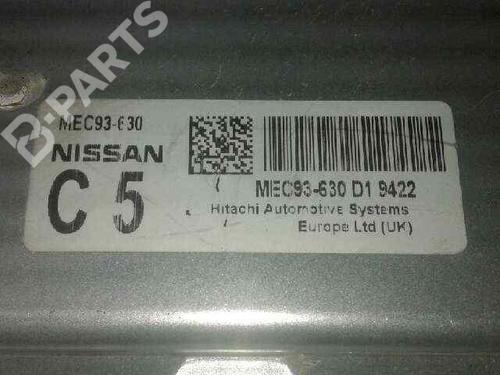 B-PARTS
MEC93-630
NISSAN
C 5
MEC93-630 D1 9422
Hitachi Automotive Systems
Europe Ltd (UK)